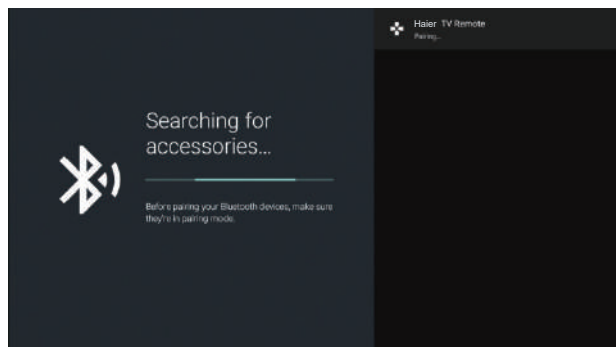 Haier TV Remote
Pairing...
Searching for
accessories...
Before pairing your Bluetooth devices, make sure
they're in pairing mode.